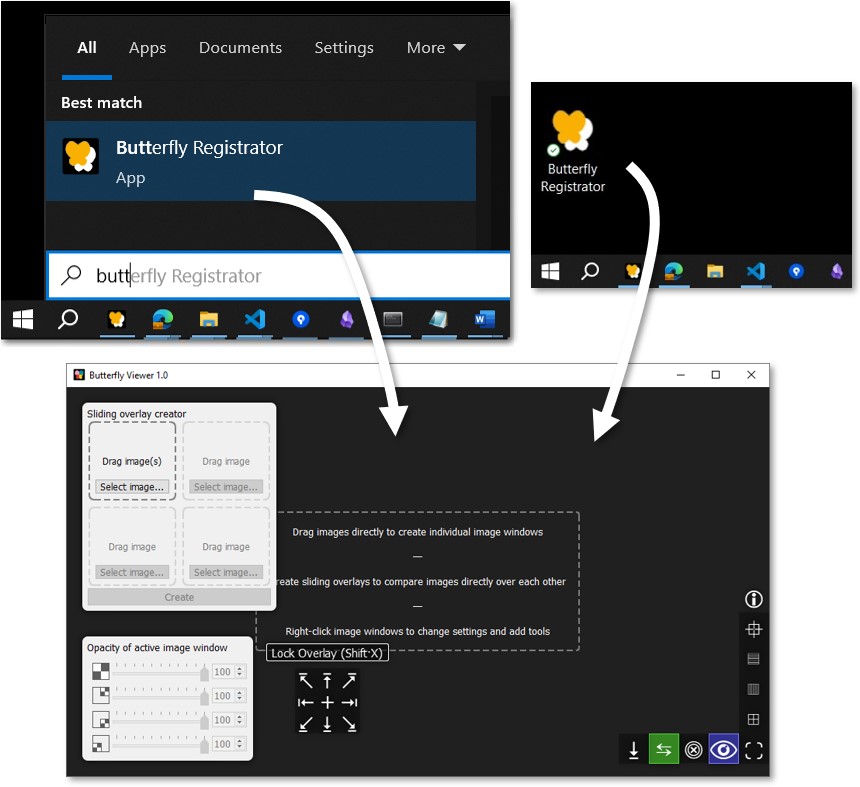 All Apps Documents Settings More
Best match
Butterfly Registrator
App
butterfly Registrator
Butterfly
Registrator
Butterfly Viewer 1.0
Sliding overlay creator
Drag image(s) Drag image
Select image... Select image...
Drag image Drag image
Select image... Select image...
Create
Drag images directly to create individual image windows
—
reate sliding overlays to compare images directly over each other
—
Right-click image windows to change settings and add tools
Lock Overlay (Shift·X)
Opacity of active image window
100
100
100
100